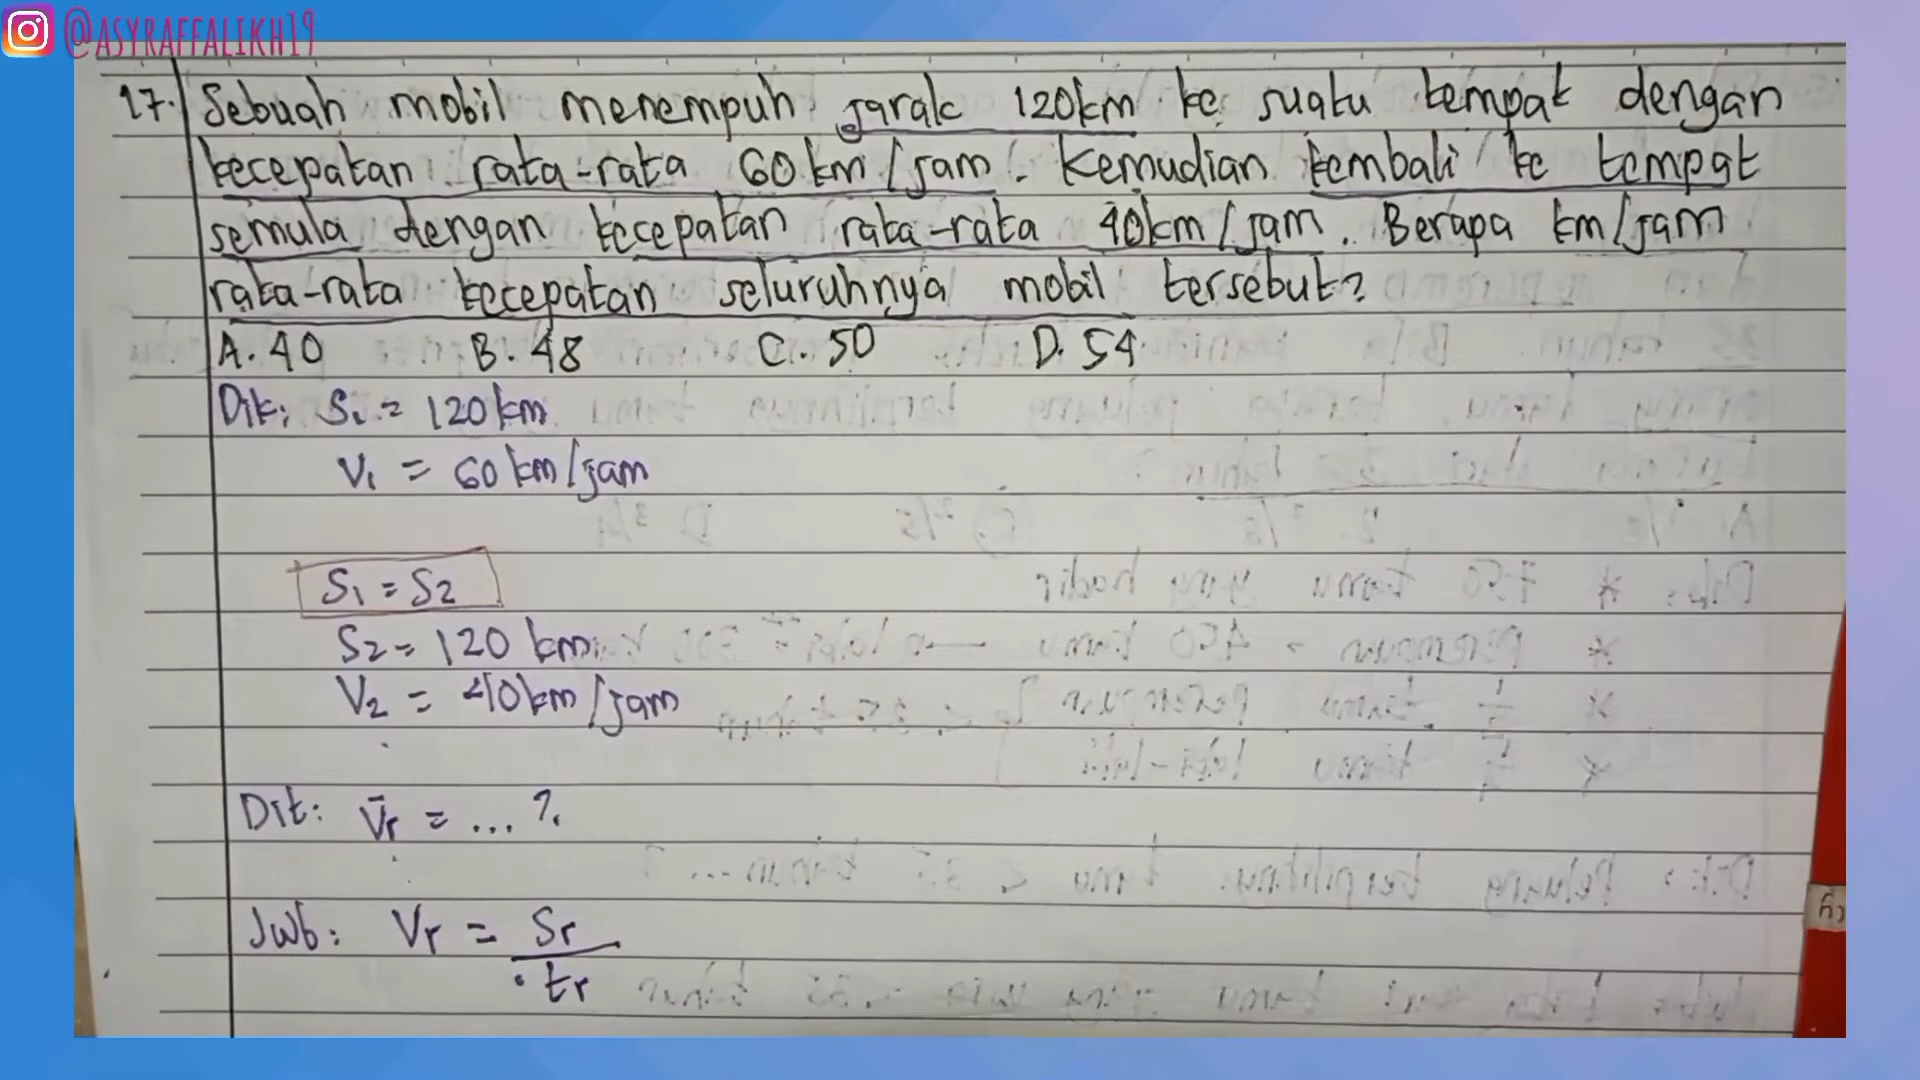 @ASYRAFFALIKH19
17. Sebuah mobil menempuh jarak 120km ke suatu tempat dengan
kecepatan rata-rata 60 km/jam. Kemudian kembali ke tempat
semula dengan kecepatan rata-rata 40km/jam. Berapa km/jam
rata-rata kecepatan seluruhnya mobil tersebut?
A. 40 B. 48 C. 50 D. 54
Dik: S1 = 120 km
V1 = 60 km/jam
S1 = S2
S2 = 120 km
V2 = 40km/jam
Dit: V̄r = ... ?
Jwb: Vr = Sr
tr